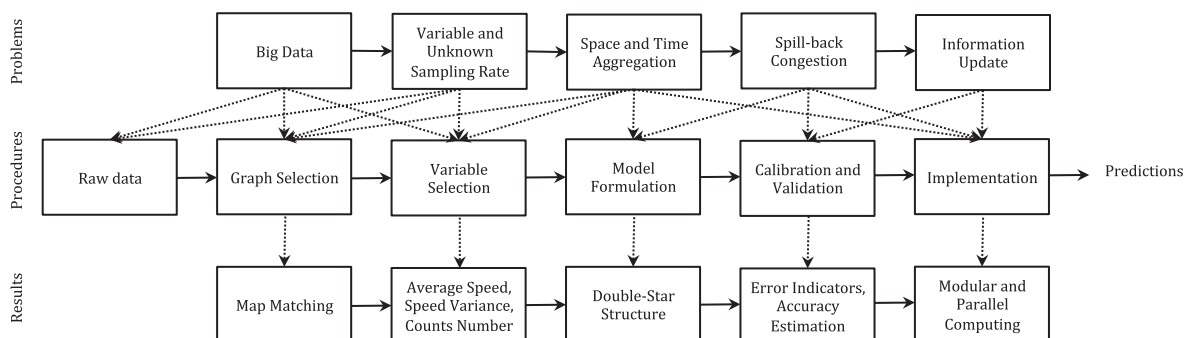 Problems
Big Data
Variable and
Unknown
Sampling Rate
Space and Time
Aggregation
Spill-back
Congestion
Information
Update
Procedures
Raw data
Graph Selection
Variable
Selection
Model
Formulation
Calibration and
Validation
Implementation
Predictions
Results
Map Matching
Average Speed,
Speed Variance,
Counts Number
Double-Star
Structure
Error Indicators,
Accuracy
Estimation
Modular and
Parallel
Computing